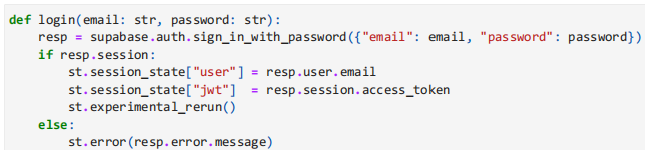 def login(email: str, password: str):
    resp = supabase.auth.sign_in_with_password({"email": email, "password": password})
    if resp.session:
        st.session_state["user"] = resp.user.email
        st.session_state["jwt"]  = resp.session.access_token
        st.experimental_rerun()
    else:
        st.error(resp.error.message)